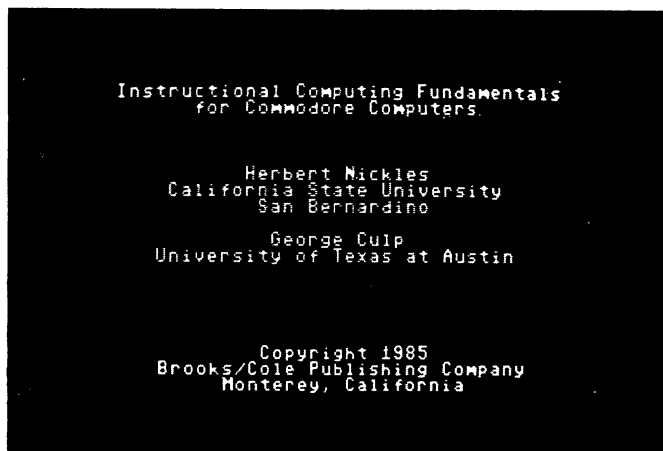 Instructional Computing Fundamentals
for Commodore Computers
Herbert Nickles
California State University
San Bernardino
George Culp
University of Texas at Austin
Copyright 1985
Brooks/Cole Publishing Company
Monterey, California